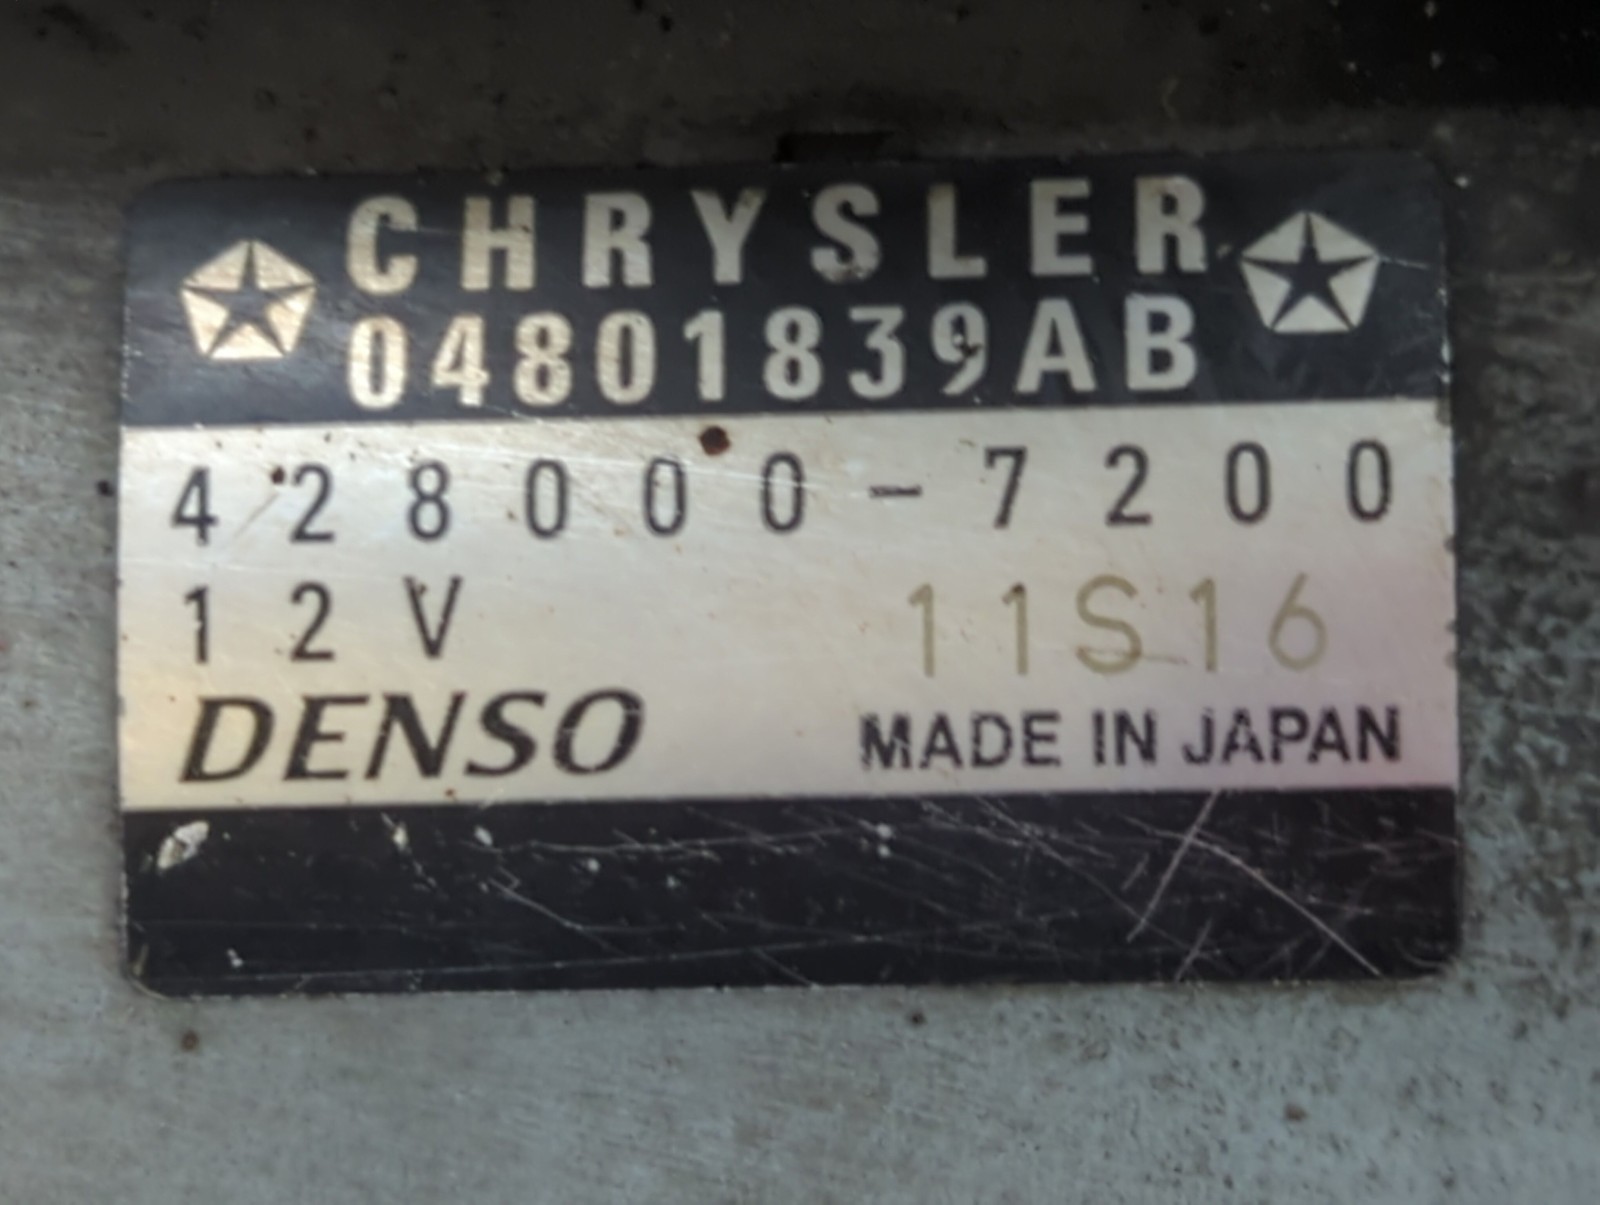 CHRYSLER
04801839AB
428000-7200
12V 11S16
DENSO MADE IN JAPAN